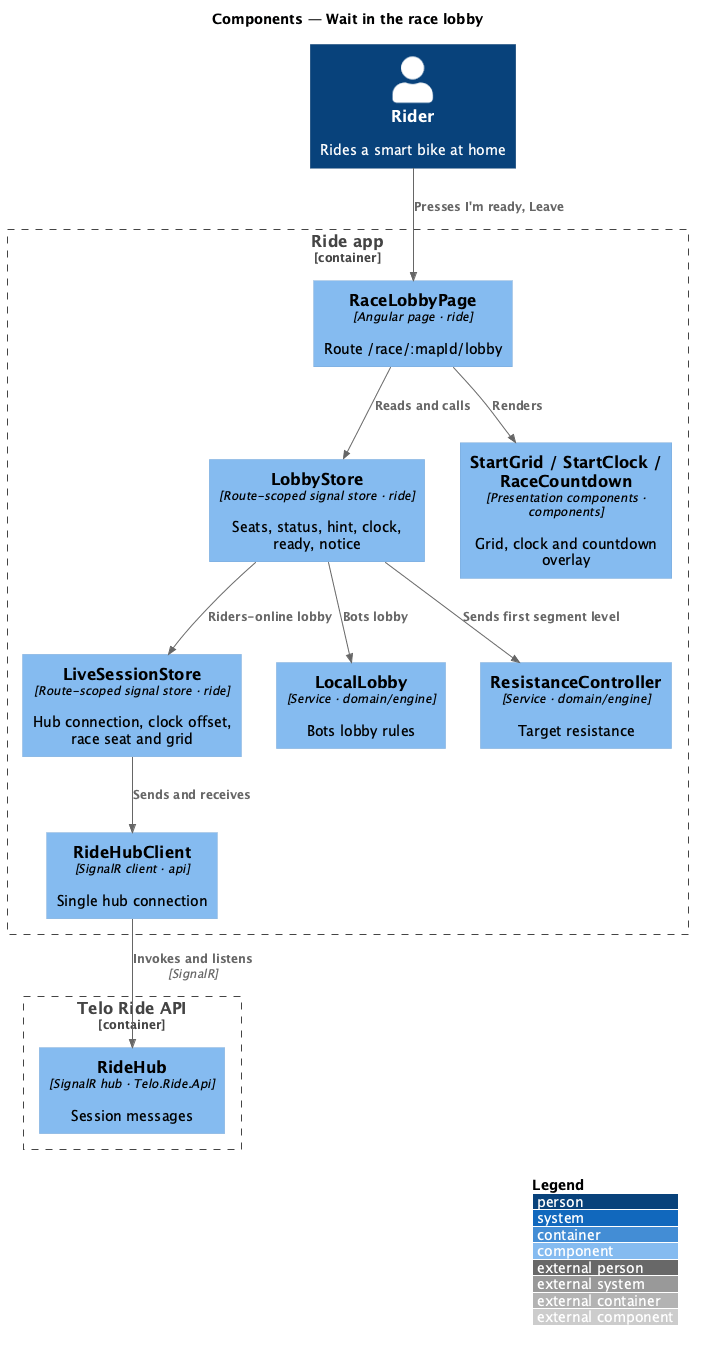 Components — Wait in the race lobby
Rider
Rides a smart bike at home
Presses I'm ready, Leave
Ride app
[container]
RaceLobbyPage
[Angular page · ride]
Route /race/:mapId/lobby
Reads and calls
Renders
LobbyStore
[Route-scoped signal store · ride]
Seats, status, hint, clock,
ready, notice
StartGrid / StartClock /
RaceCountdown
[Presentation components ·
components]
Grid, clock and countdown
overlay
Riders-online lobby
Bots lobby
Sends first segment level
LiveSessionStore
[Route-scoped signal store · ride]
Hub connection, clock offset,
race seat and grid
LocalLobby
[Service · domain/engine]
Bots lobby rules
ResistanceController
[Service · domain/engine]
Target resistance
Sends and receives
RideHubClient
[SignalR client · api]
Single hub connection
Invokes and listens
[SignalR]
Telo Ride API
[container]
RideHub
[SignalR hub · Telo.Ride.Api]
Session messages
Legend
person
system
container
component
external person
external system
external container
external component